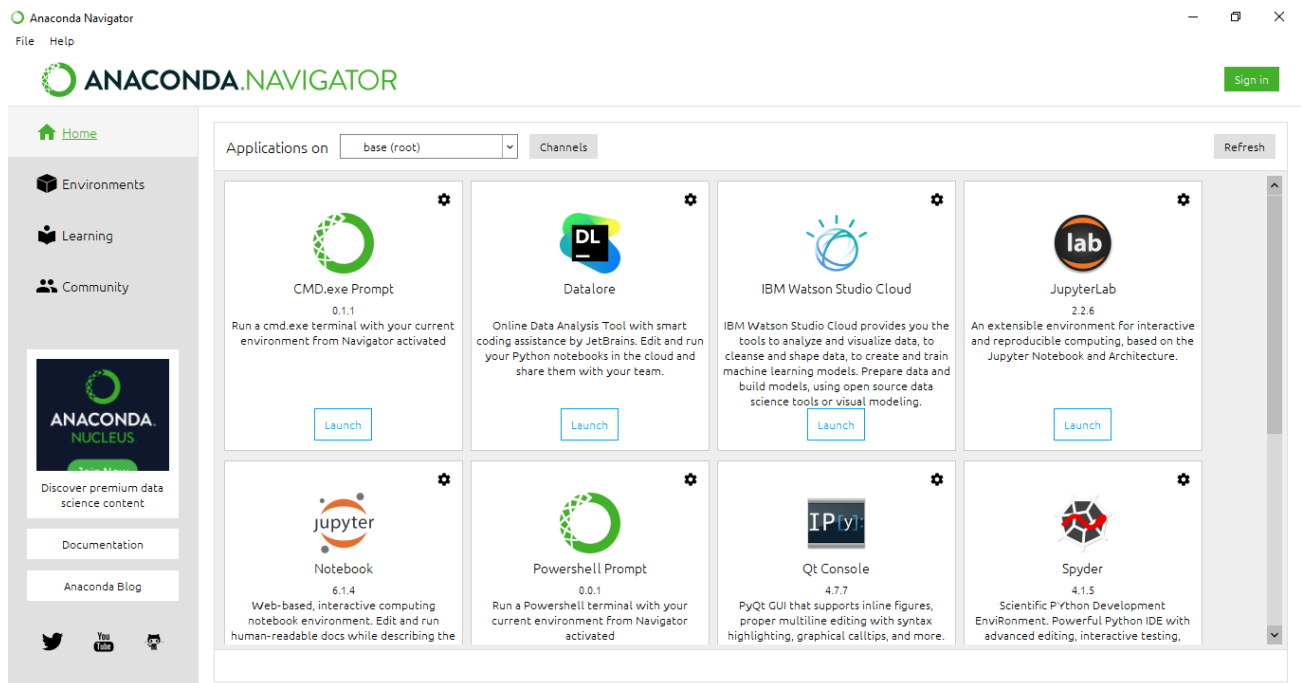 Anaconda Navigator
File Help
ANACONDA.NAVIGATOR
Sign in
Home
Environments
Learning
Community
ANACONDA.
NUCLEUS
Join Now
Discover premium data
science content
Documentation
Anaconda Blog
You
Tube
Applications on base (root) Channels Refresh
CMD.exe Prompt
0.1.1
Run a cmd.exe terminal with your current
environment from Navigator activated
Launch
DL
Datalore
Online Data Analysis Tool with smart
coding assistance by JetBrains. Edit and run
your Python notebooks in the cloud and
share them with your team.
Launch
IBM Watson Studio Cloud
IBM Watson Studio Cloud provides you the
tools to analyze and visualize data, to
cleanse and shape data, to create and train
machine learning models. Prepare data and
build models, using open source data
science tools or visual modeling.
Launch
lab
JupyterLab
2.2.6
An extensible environment for interactive
and reproducible computing, based on the
Jupyter Notebook and Architecture.
Launch
jupyter
Notebook
6.1.4
Web-based, interactive computing
notebook environment. Edit and run
human-readable docs while describing the
Powershell Prompt
0.0.1
Run a Powershell terminal with your
current environment from Navigator
activated
IP[y]:
Qt Console
4.7.7
PyQt GUI that supports inline figures,
proper multiline editing with syntax
highlighting, graphical calltips, and more.
Spyder
4.1.5
Scientific PYthon Development
EnviRonment. Powerful Python IDE with
advanced editing, interactive testing,